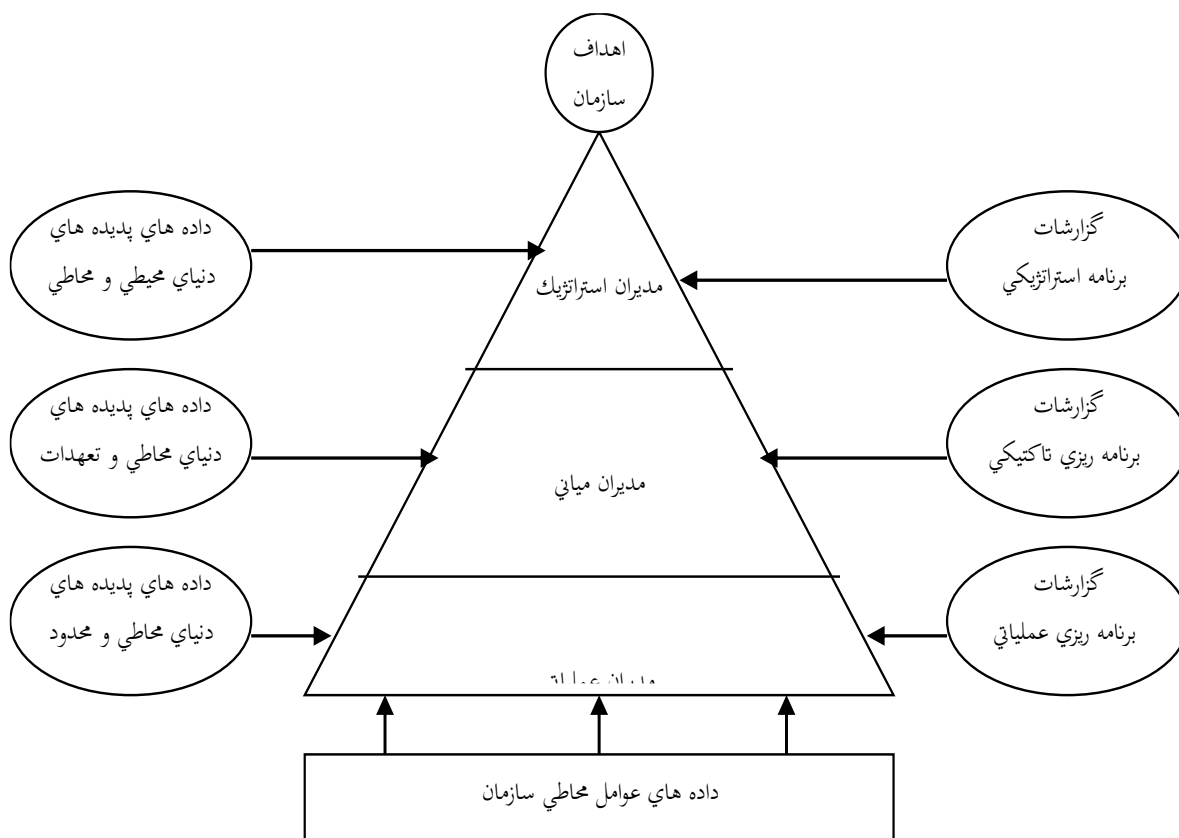 اهداف
سازمان
گزارشات
برنامه استراتژيكي
داده هاي پديده هاي
دنياي محيطي و محاطي
مديران استراتژيك
گزارشات
برنامه ريزي تاكتيكي
داده هاي پديده هاي
دنياي محاطي و تعهدات
مديران مياني
گزارشات
برنامه ريزي عملياتي
داده هاي پديده هاي
دنياي محاطي و محدود
مديران عملياتي
داده هاي عوامل محاطي سازمان